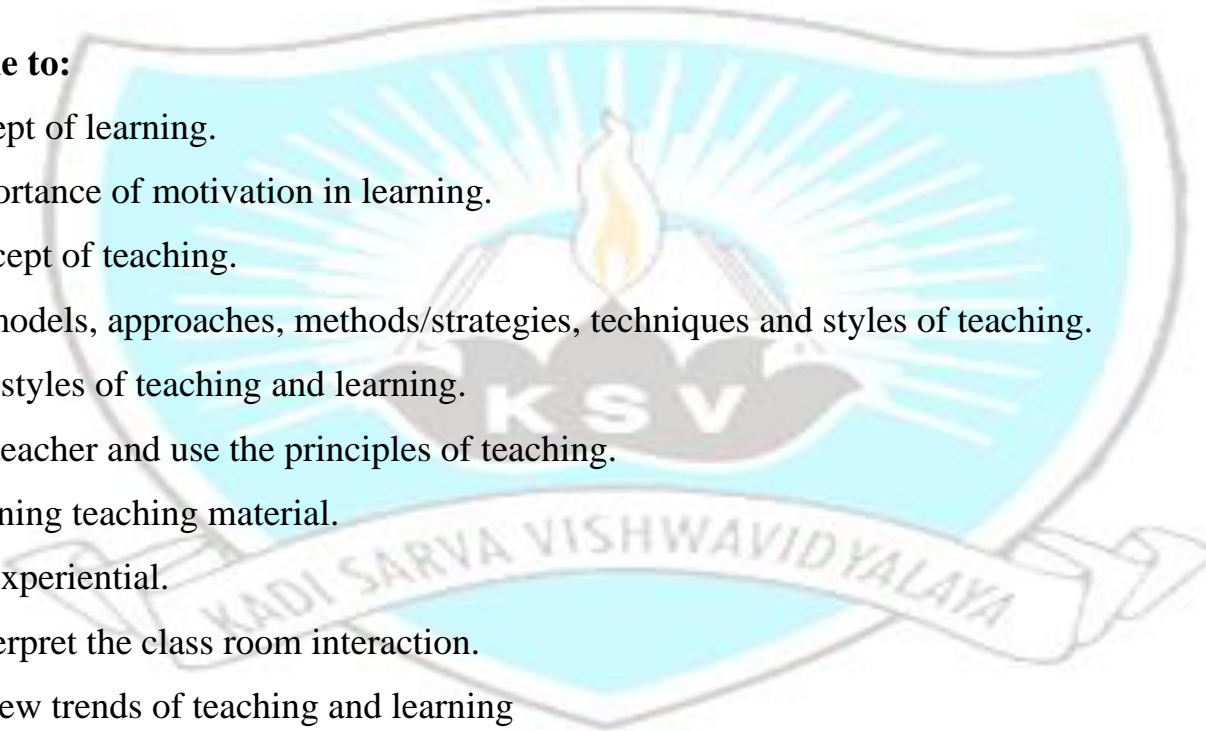 e to:
ept of learning.
ortance of motivation in learning.
cept of teaching.
nodels, approaches, methods/strategies, techniques and styles of teaching.
styles of teaching and learning.
eacher and use the principles of teaching.
ning teaching material.
xperiential.
erpret the class room interaction.
ew trends of teaching and learning
KSV
KADI SARVA VISHWAVIDYALAYA